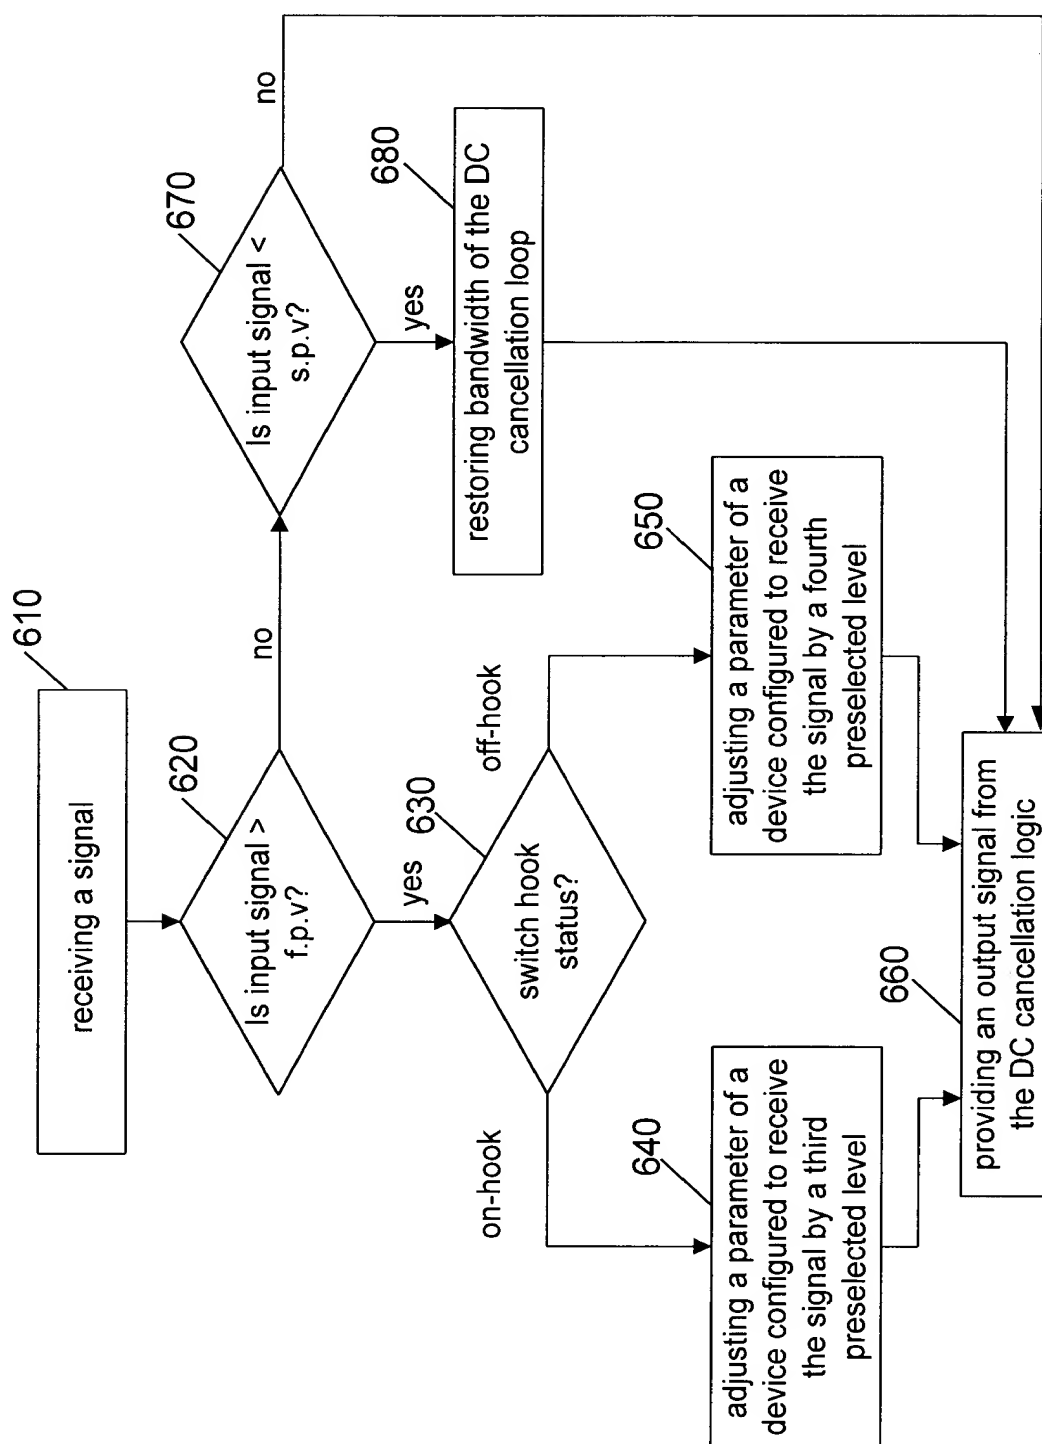 610
receiving a signal
620
Is input signal >
f.p.v?
no
yes
670
Is input signal <
s.p.v?
no
yes
680
restoring bandwidth of the DC
cancellation loop
630
switch hook
status?
on-hook
off-hook
640
adjusting a parameter of a
device configured to receive
the signal by a third
preselected level
650
adjusting a parameter of a
device configured to receive
the signal by a fourth
preselected level
660
providing an output signal from
the DC cancellation logic